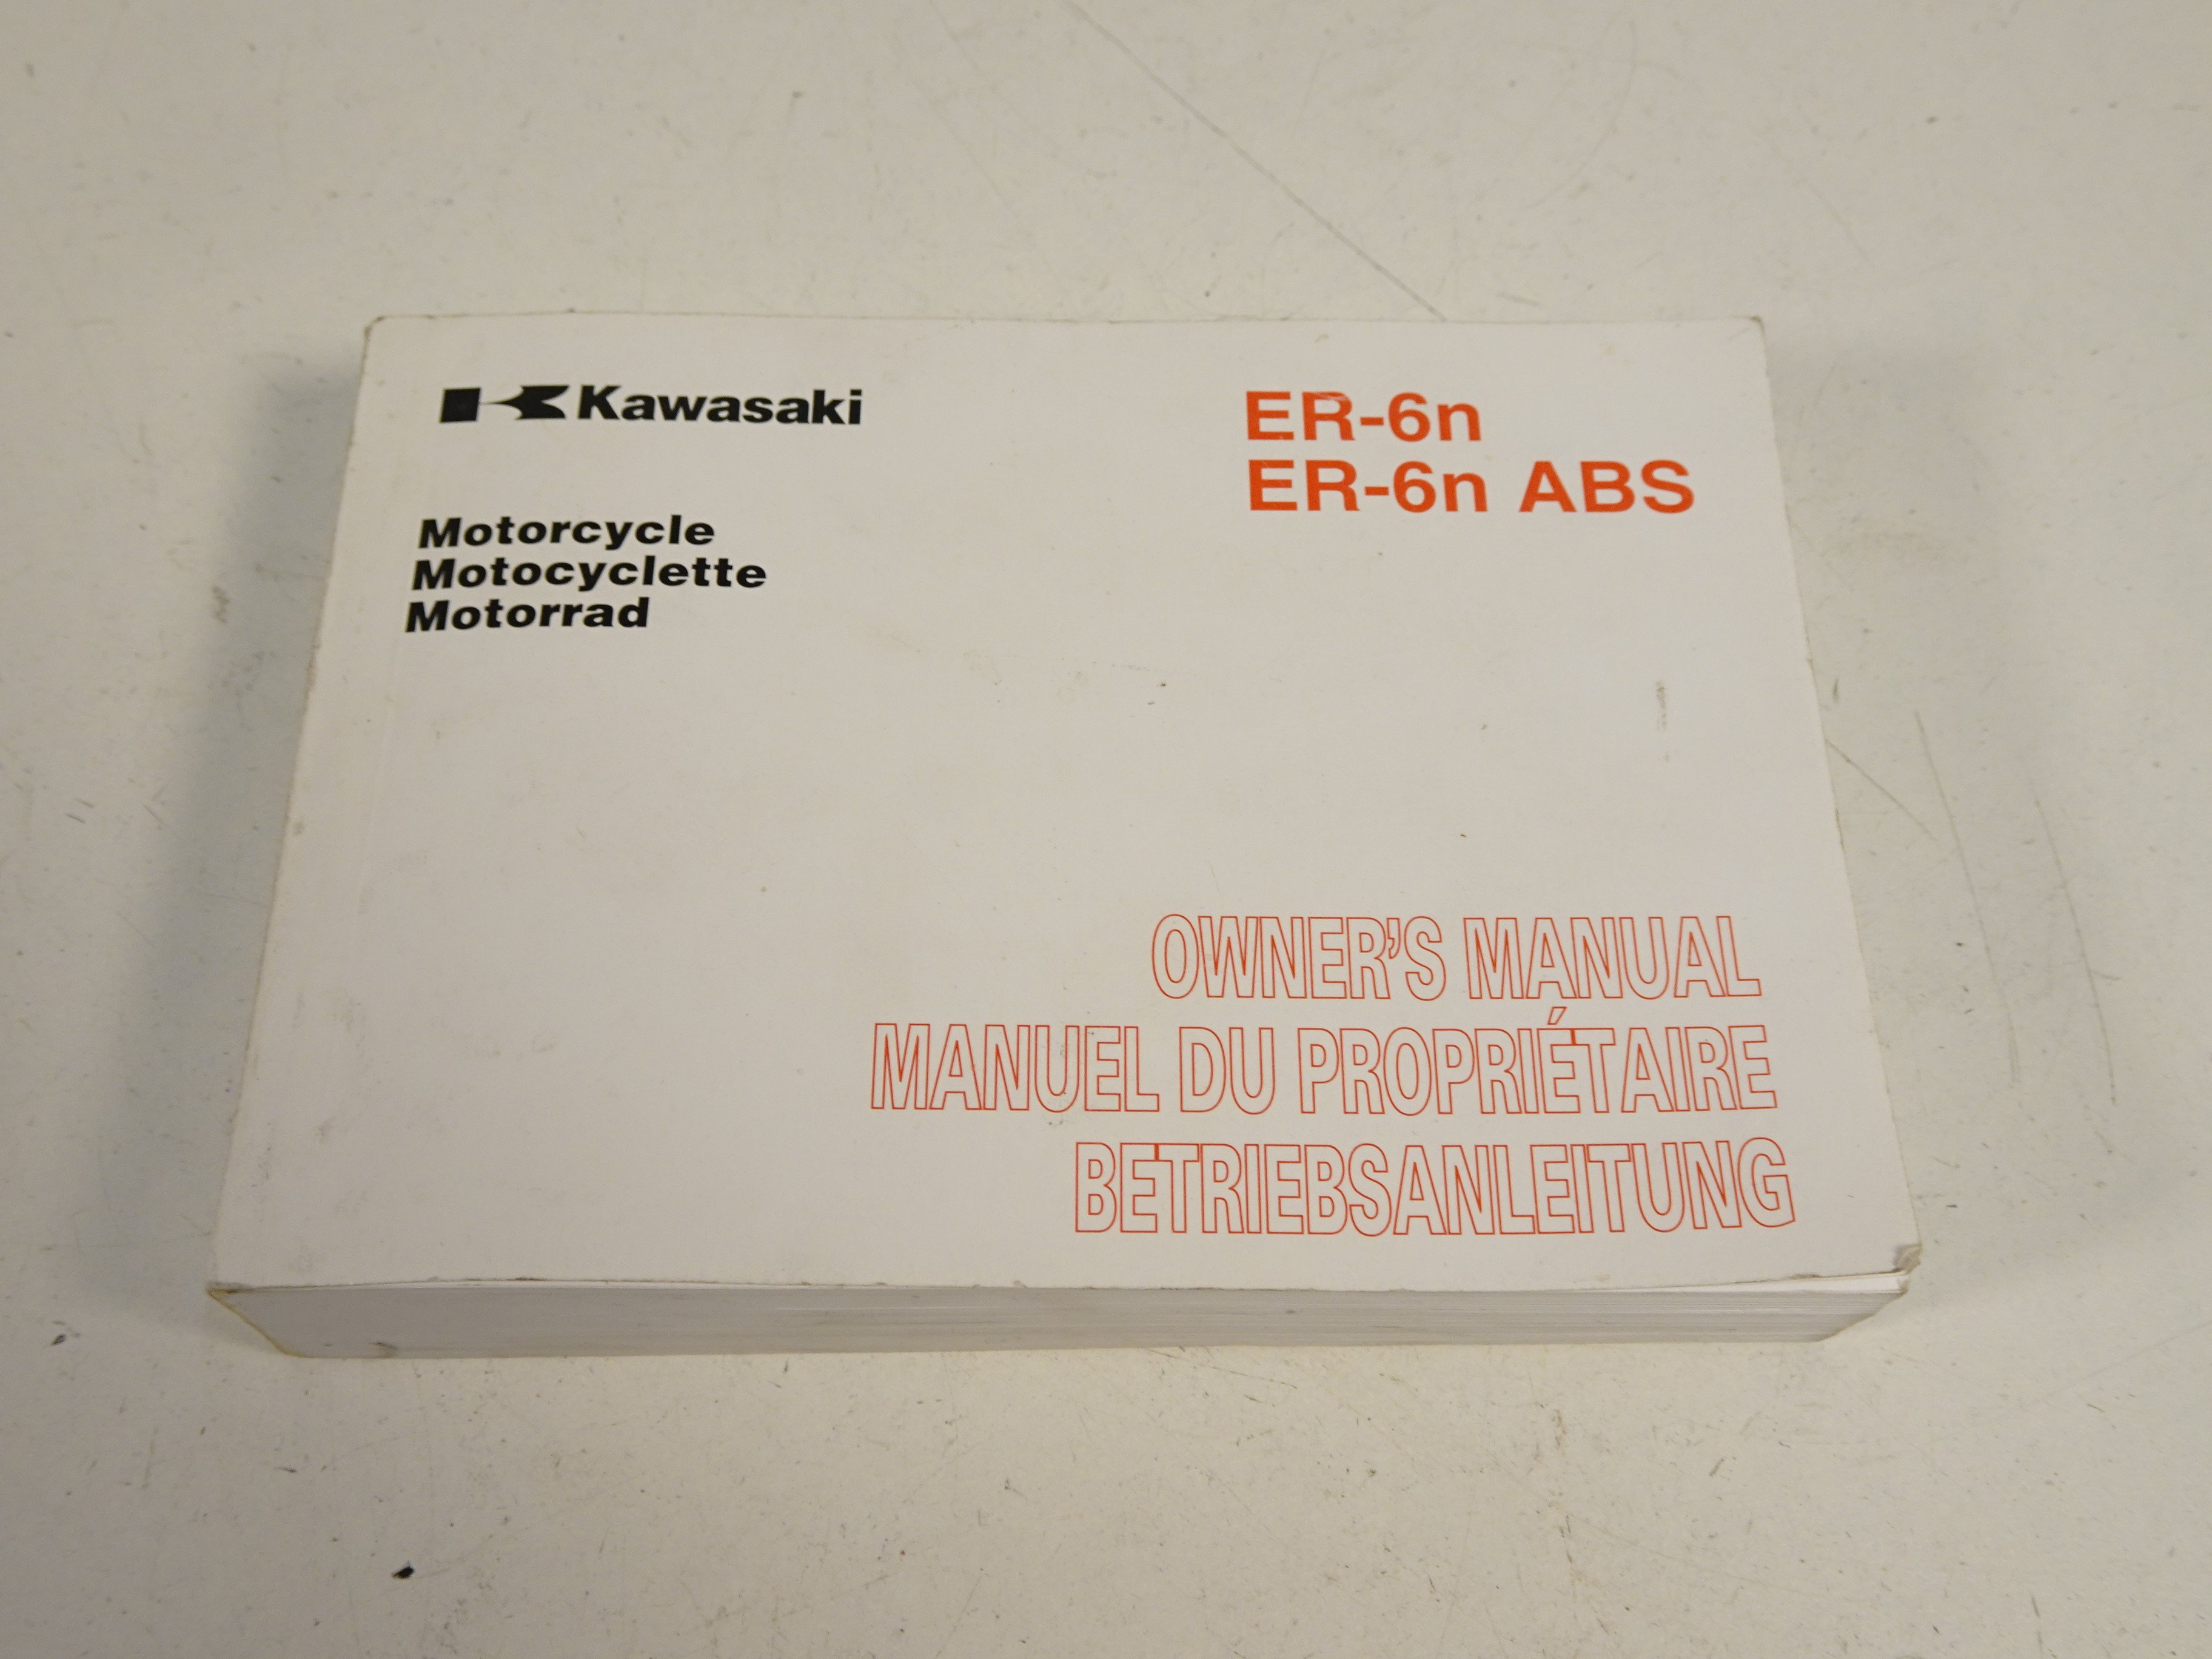 Kawasaki
ER-6n
ER-6n ABS
Motorcycle
Motocyclette
Motorrad
OWNER'S MANUAL
MANUEL DU PROPRIÉTAIRE
BETRIEBSANLEITUNG